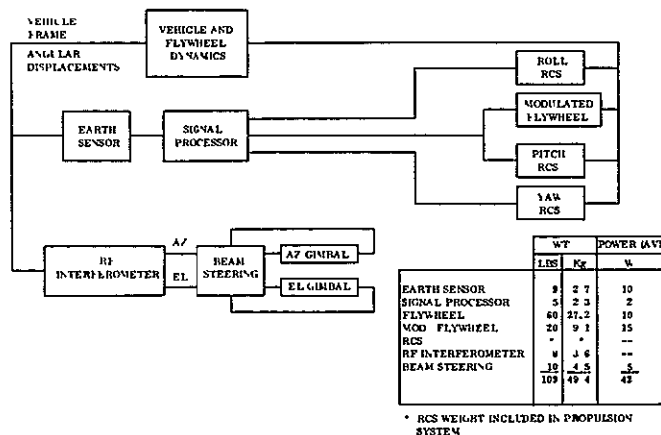 VEHICLE
FRAME
ANGULAR
DISPLACEMENTS
VEHICLE AND
FLYWHEEL
DYNAMICS
ROLL
RCS
MODULATED
FLYWHEEL
EARTH
SENSOR
SIGNAL
PROCESSOR
PITCH
RCS
YAW
RCS
RF
INTERFEROMETER
AZ
EL
BEAM
STEERING
AZ GIMBAL
EL GIMBAL
WT POWER (AVE
LBS Kg W
EARTH SENSOR 2 7 10
SIGNAL PROCESSOR 5 2 3 2
FLYWHEEL 60 27.2 10
MOD FLYWHEEL 20 9 1 15
RCS * * --
RF INTERFEROMETER 8 3 6 --
BEAM STEERING 10 4 5 5
109 49 4
* RCS WEIGHT INCLUDED IN PROPULSION
SYSTEM